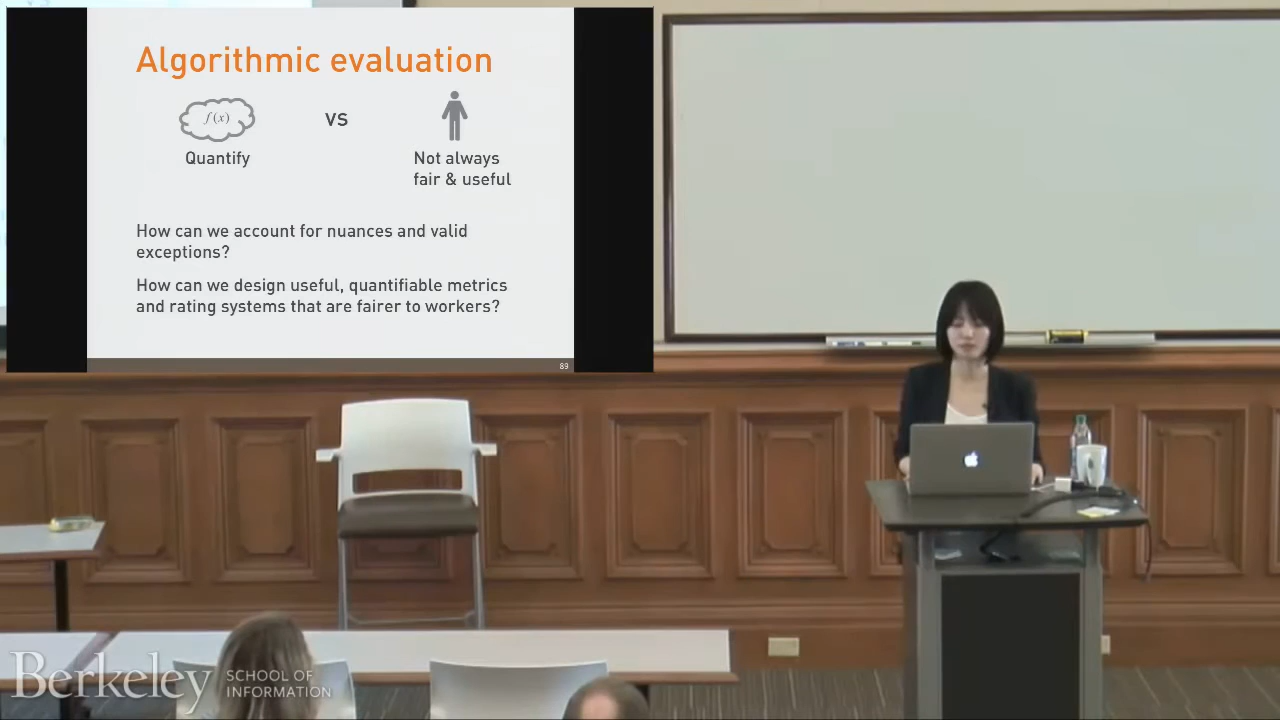 Algorithmic evaluation
f(x)
VS
Quantify
Not always
fair & useful
How can we account for nuances and valid
exceptions?
How can we design useful, quantifiable metrics
and rating systems that are fairer to workers?
89
Berkeley
SCHOOL OF
INFORMATION